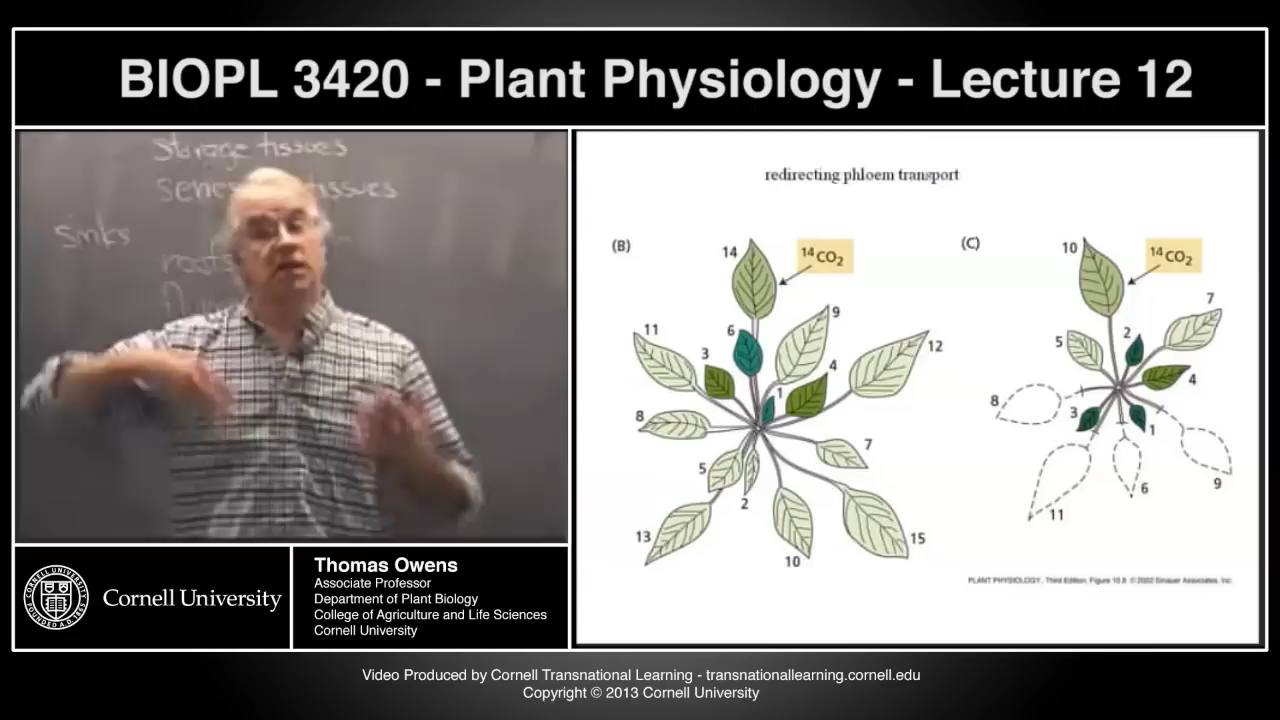 BIOPL 3420 - Plant Physiology - Lecture 12
storage tissues
tissues
sinks
roots
redirecting phloem transport
(B)
14
14CO2
11
6
9
3
12
4
1
8
7
5
2
13
10
15
(C)
10
14CO2
7
5
2
4
8
3
1
6
9
11
PLANT PHYSIOLOGY, Third Edition, Figure 10.8 © 2002 Sinauer Associates, Inc.
CORNELL UNIVERSITY
Cornell University
Thomas Owens
Associate Professor
Department of Plant Biology
College of Agriculture and Life Sciences
Cornell University
Video Produced by Cornell Transnational Learning - transnationallearning.cornell.edu
Copyright © 2013 Cornell University